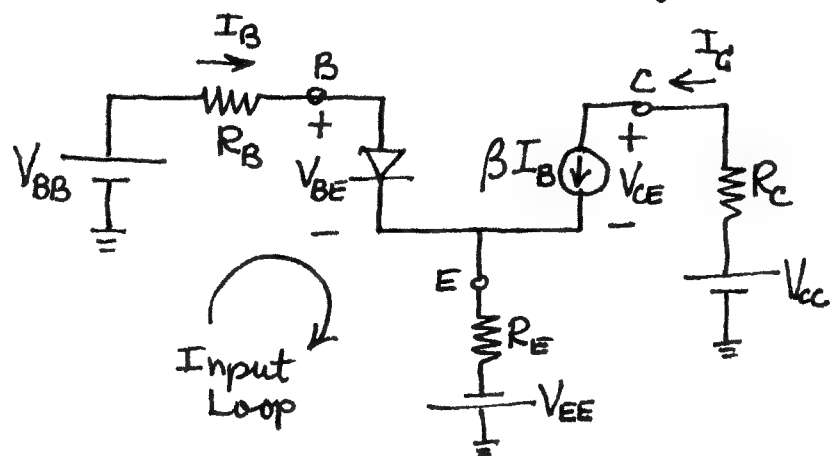 I_B
B
R_B
V_BB
+
V_BE
−
βI_B
C
I_C
+
V_CE
−
R_C
V_CC
E
R_E
V_EE
Input
Loop